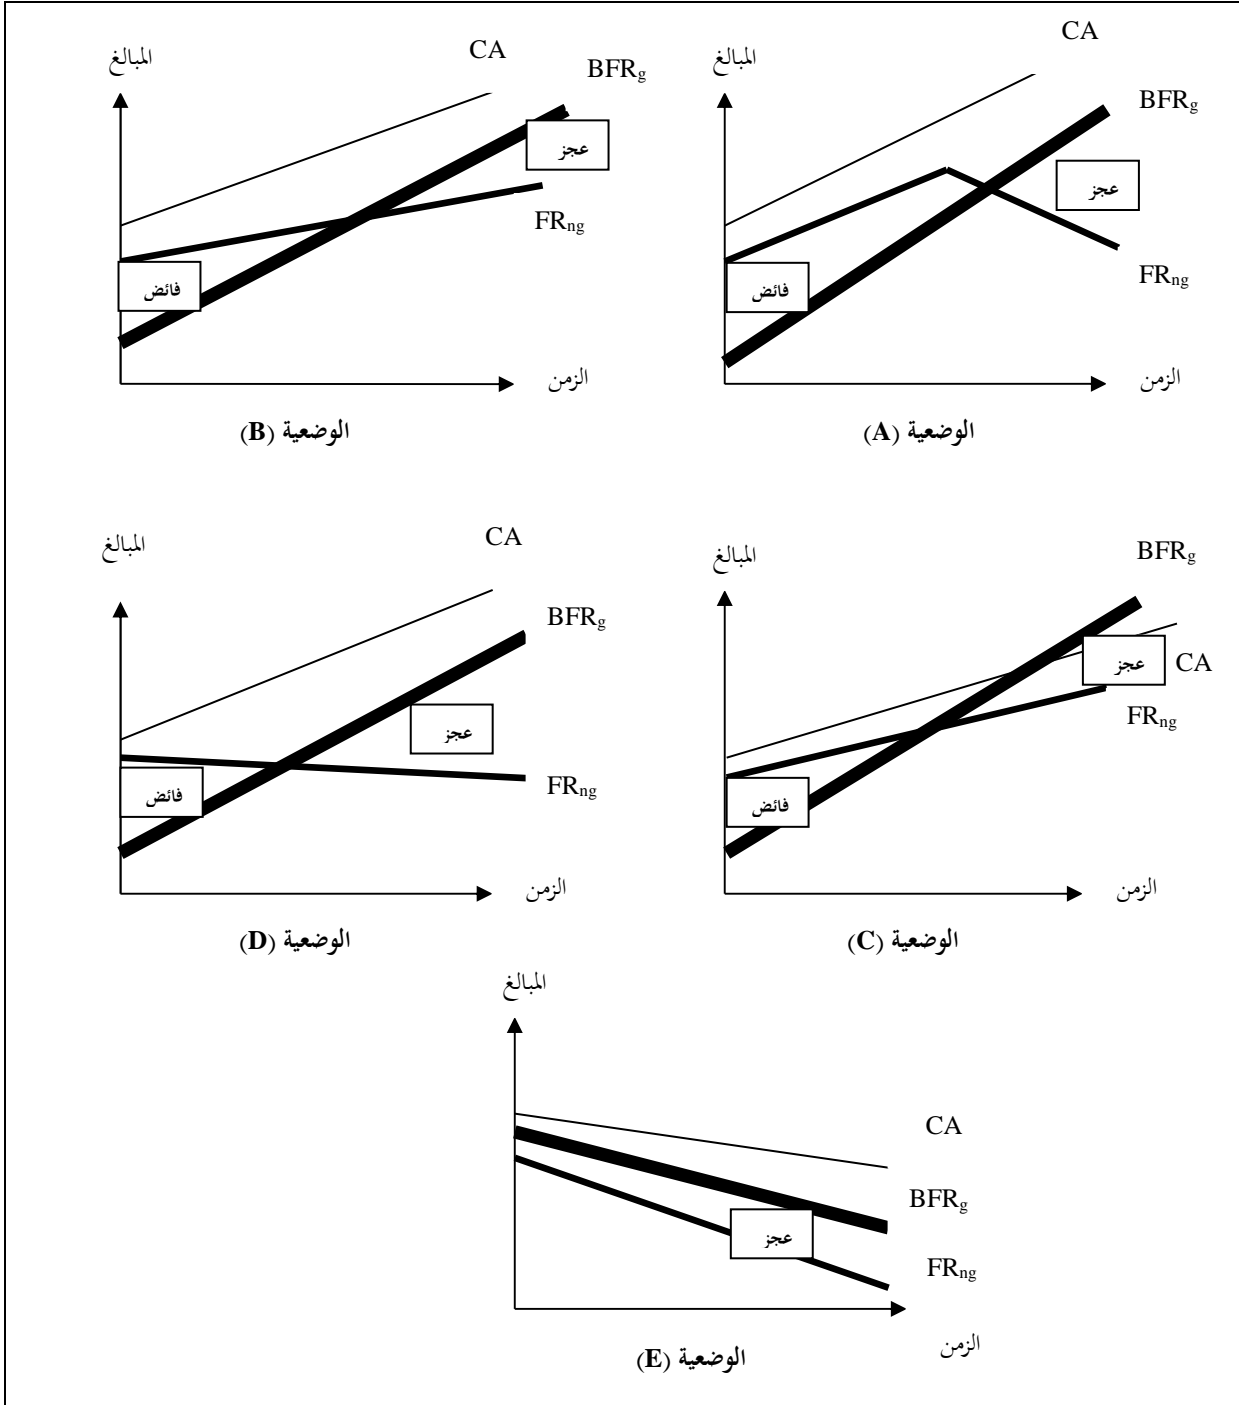 المبالغ
CA
BFRg
عجز
FRng
فائض
الزمن
الوضعية (A)
المبالغ
CA
BFRg
عجز
FRng
فائض
الزمن
الوضعية (B)
المبالغ
BFRg
عجز
CA
FRng
فائض
الزمن
الوضعية (C)
المبالغ
CA
BFRg
عجز
FRng
فائض
الزمن
الوضعية (D)
المبالغ
CA
BFRg
عجز
FRng
الزمن
الوضعية (E)